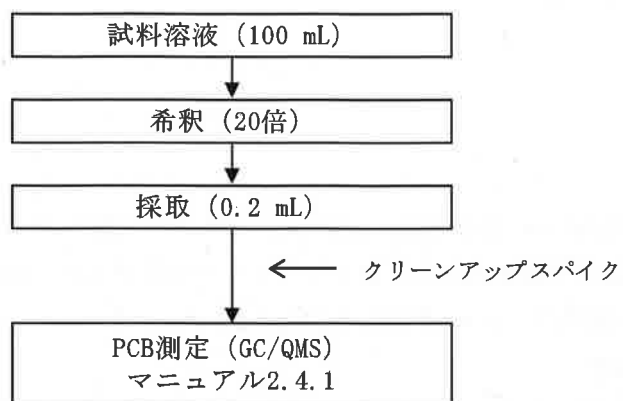 試料溶液 (100 mL)
希釈 (20倍)
採取 (0.2 mL)
クリーンアップスパイク
PCB測定 (GC/QMS)
マニュアル2.4.1